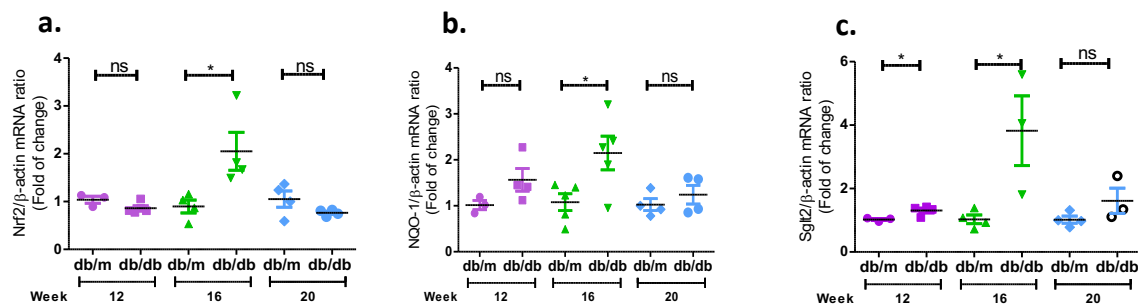 a.
Nrf2/β-actin mRNA ratio
(Fold of change)
4
3
2
1
0
ns
*
ns
db/m db/db db/m db/db db/m db/db
Week 12 16 20
b.
NQO-1/β-actin mRNA ratio
(Fold of change)
4
3
2
1
0
ns
*
ns
db/m db/db db/m db/db db/m db/db
Week 12 16 20
c.
Sglt2/β-actin mRNA ratio
(Fold of change)
6
4
2
0
*
*
ns
db/m db/db db/m db/db db/m db/db
Week 12 16 20